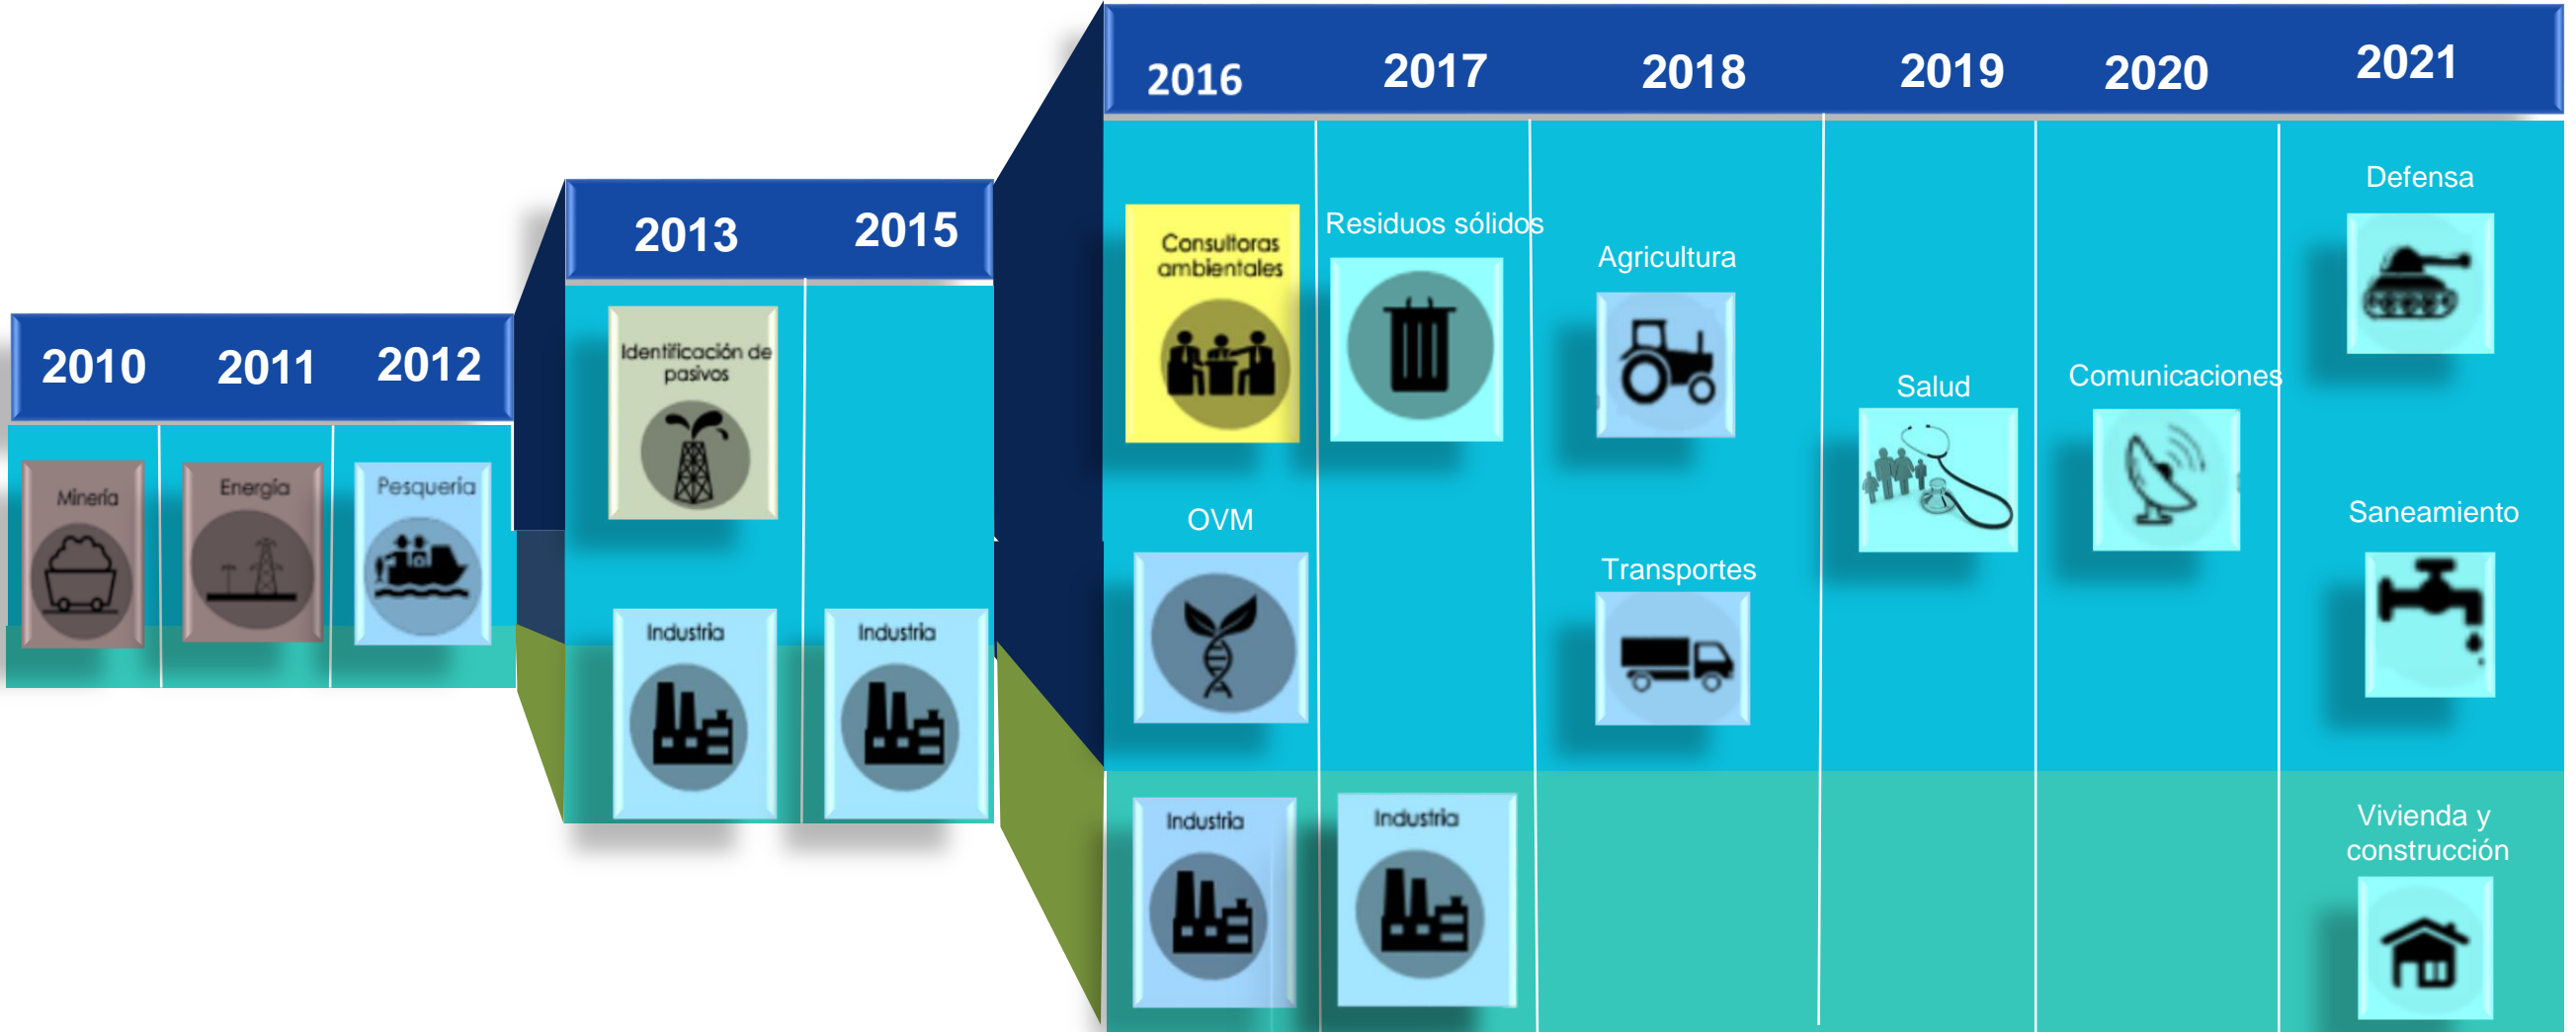 2010
2011
2012
Minería
Energía
Pesquería
2013
2015
Identificación de
pasivos
Industria
Industria
2016
2017
2018
2019
2020
2021
Consultoras
ambientales
OVM
Industria
Residuos sólidos
Industria
Agricultura
Transportes
Salud
Comunicaciones
Defensa
Saneamiento
Vivienda y
construcción